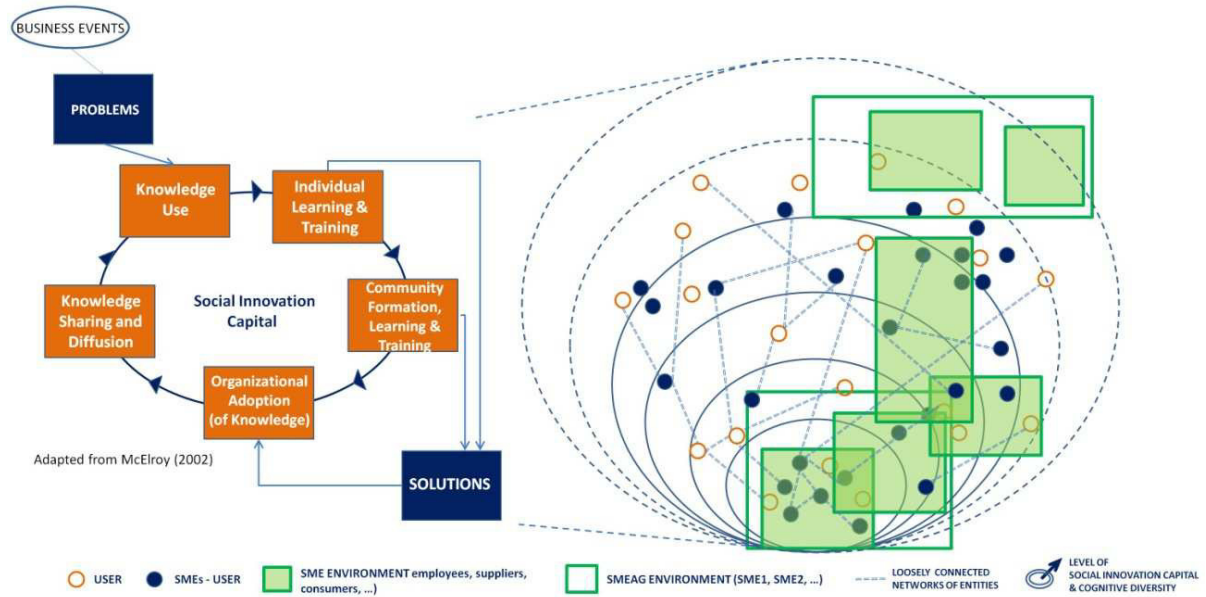 BUSINESS EVENTS
PROBLEMS
Knowledge
Use
Individual
Learning &
Training
Community
Formation,
Learning &
Training
Knowledge
Sharing and
Diffusion
Social Innovation
Capital
Organizational
Adoption
(of Knowledge)
Adapted from McElroy (2002)
SOLUTIONS
USER
SMEs - USER
SME ENVIRONMENT employees, suppliers,
consumers, ...)
SMEAG ENVIRONMENT (SME1, SME2, ...)
LOOSELY CONNECTED
NETWORKS OF ENTITIES
LEVEL OF
SOCIAL INNOVATION CAPITAL
& COGNITIVE DIVERSITY